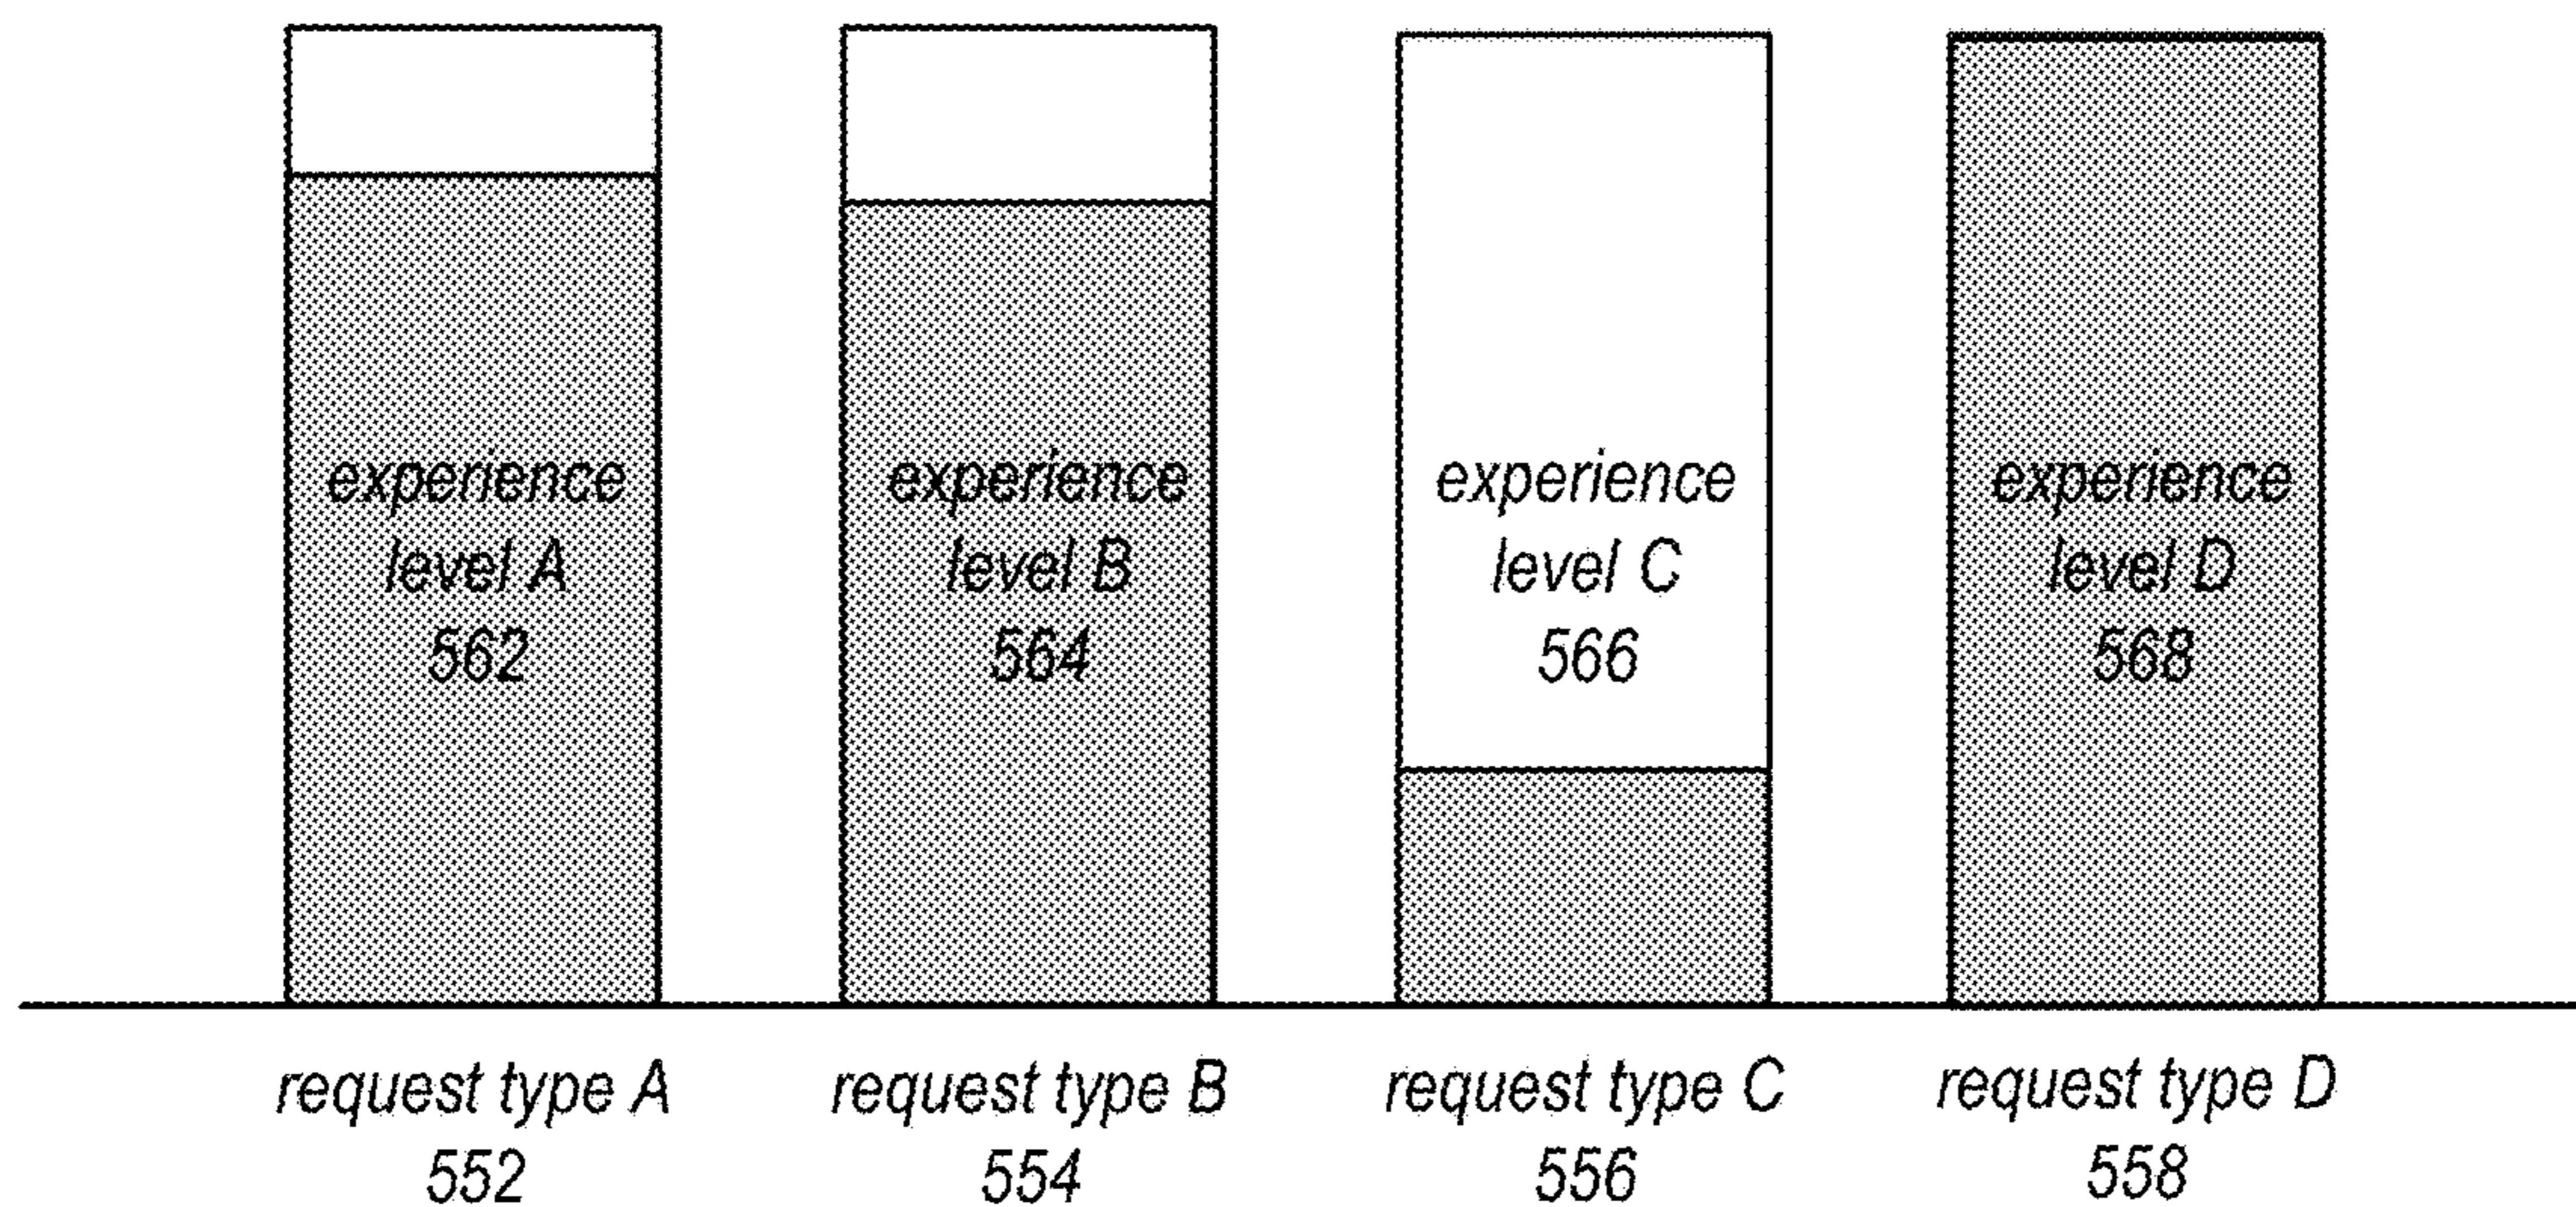 experience
level A
562
experience
level B
564
experience
level C
566
experience
level D
568
request type A
552
request type B
554
request type C
556
request type D
558